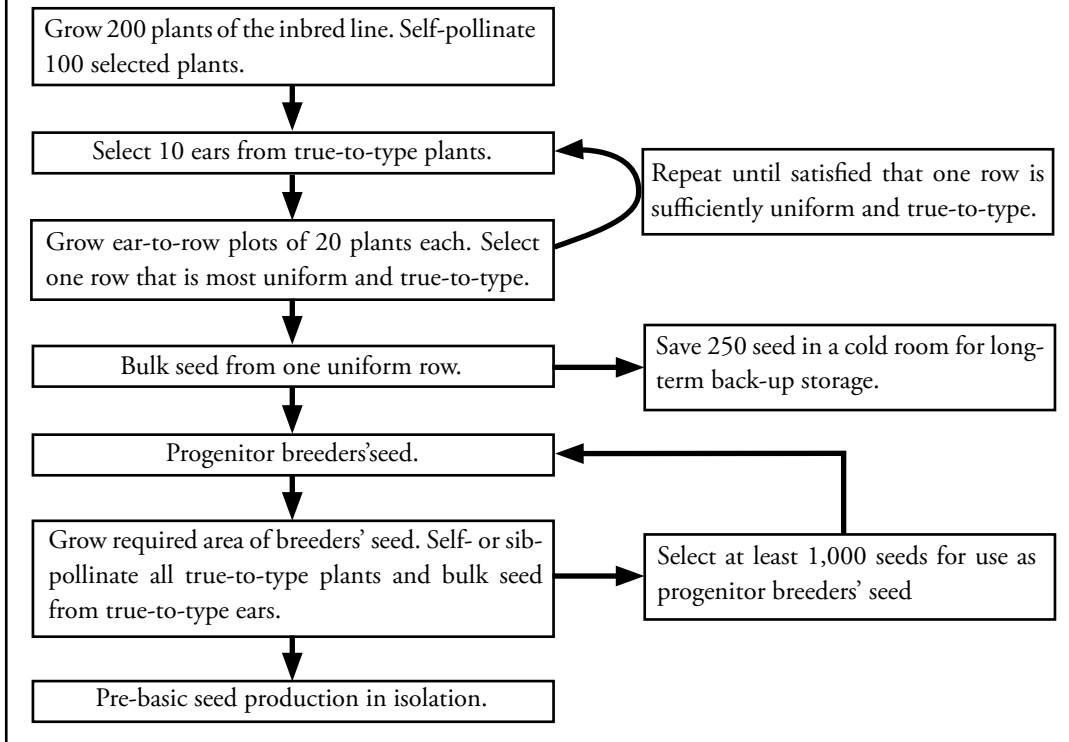 Grow 200 plants of the inbred line. Self-pollinate
100 selected plants.
Select 10 ears from true-to-type plants.
Repeat until satisfied that one row is
sufficiently uniform and true-to-type.
Grow ear-to-row plots of 20 plants each. Select
one row that is most uniform and true-to-type.
Bulk seed from one uniform row.
Save 250 seed in a cold room for long-
term back-up storage.
Progenitor breeders'seed.
Grow required area of breeders' seed. Self- or sib-
pollinate all true-to-type plants and bulk seed
from true-to-type ears.
Select at least 1,000 seeds for use as
progenitor breeders' seed
Pre-basic seed production in isolation.